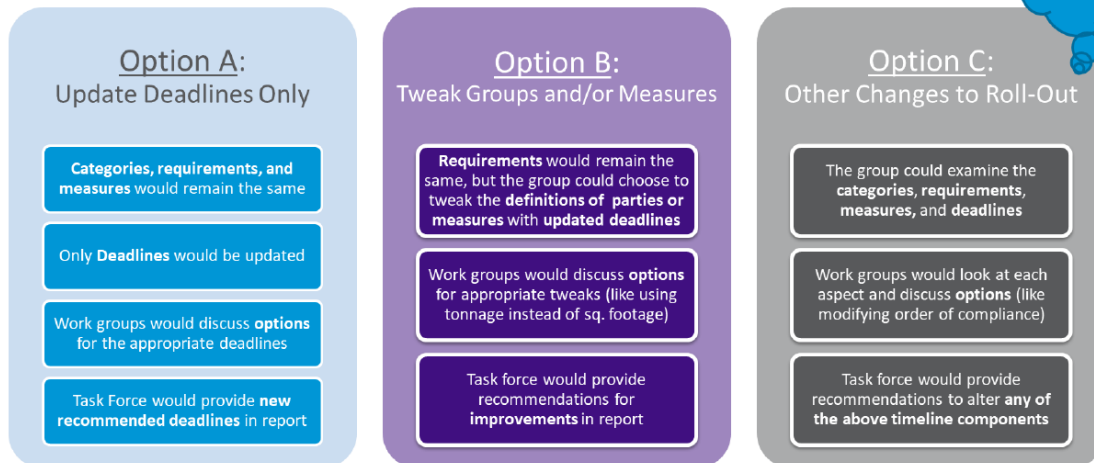 Option A:
Update Deadlines Only
Categories, requirements, and
measures would remain the same
Only Deadlines would be updated
Work groups would discuss options
for the appropriate deadlines
Task Force would provide new
recommended deadlines in report
Option B:
Tweak Groups and/or Measures
Requirements would remain the
same, but the group could choose to
tweak the definitions of parties or
measures with updated deadlines
Work groups would discuss options
for appropriate tweaks (like using
tonnage instead of sq. footage)
Task force would provide
recommendations for
improvements in report
Option C:
Other Changes to Roll-Out
The group could examine the
categories, requirements,
measures, and deadlines
Work groups would look at each
aspect and discuss options (like
modifying order of compliance)
Task force would provide
recommendations to alter any of
the above timeline components